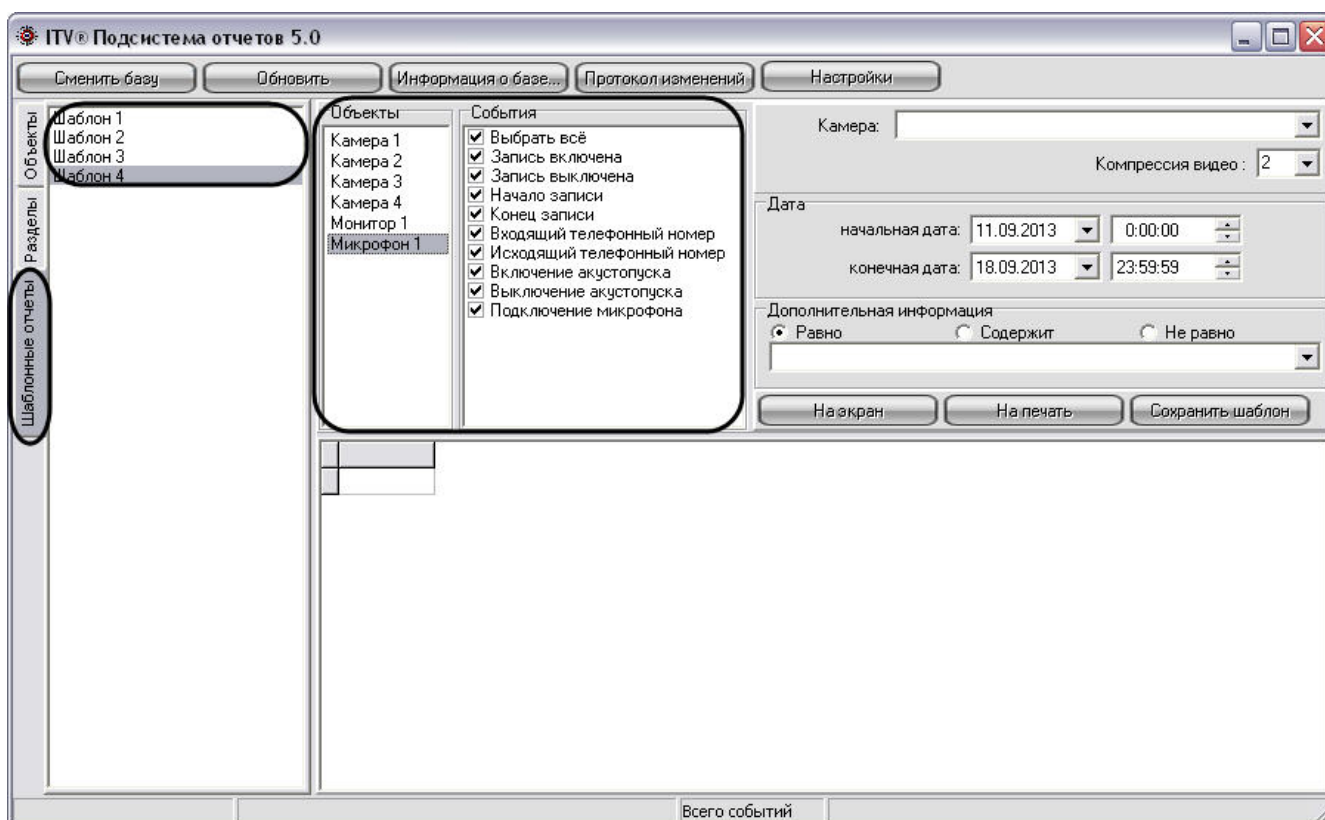 ITV® Подсистема отчетов 5.0
Сменить базу Обновить Информация о базе... Протокол изменений Настройки
Объекты
Разделы
Шаблонные отчеты
Шаблон 1
Шаблон 2
Шаблон 3
Шаблон 4
Объекты
Камера 1
Камера 2
Камера 3
Камера 4
Монитор 1
Микрофон 1
События
Выбрать всё
Запись включена
Запись выключена
Начало записи
Конец записи
Входящий телефонный номер
Исходящий телефонный номер
Включение акустопуска
Выключение акустопуска
Подключение микрофона
Камера:
Компрессия видео : 2
Дата
начальная дата: 11.09.2013 0:00:00
конечная дата: 18.09.2013 23:59:59
Дополнительная информация
Равно Содержит Не равно
На экран На печать Сохранить шаблон
Всего событий